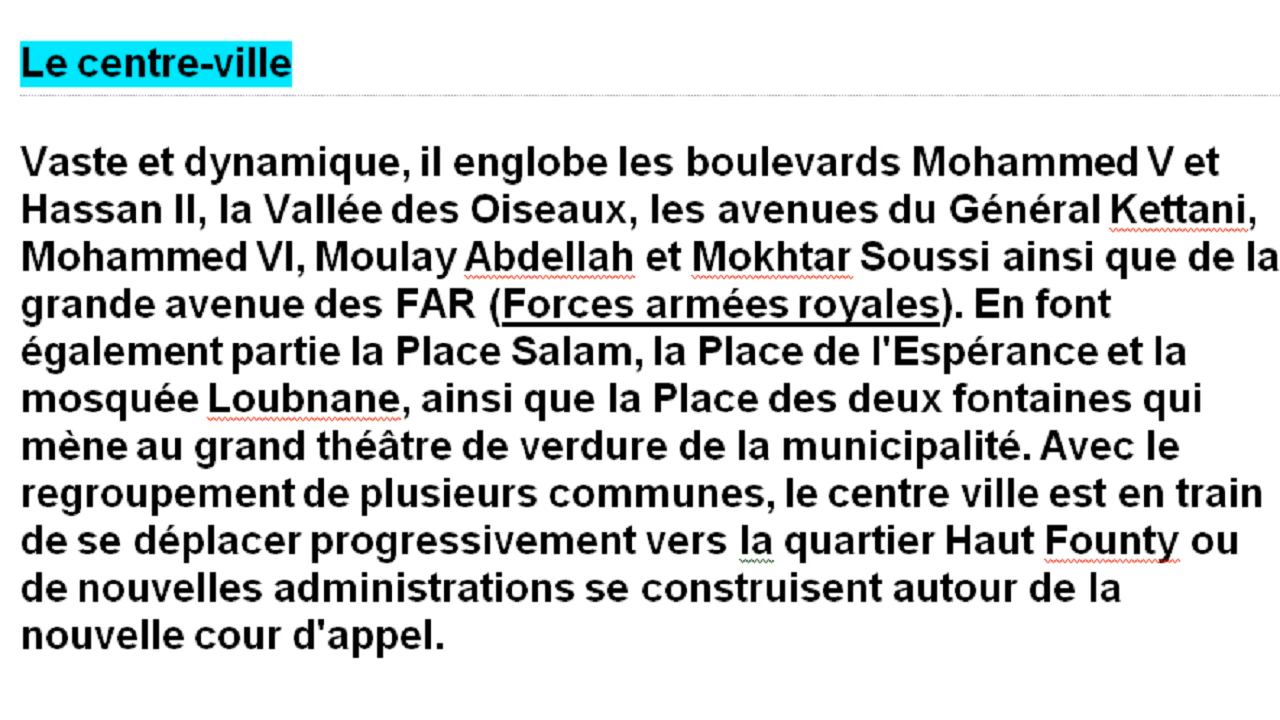 Le centre-ville
Vaste et dynamique, il englobe les boulevards Mohammed V et
Hassan II, la Vallée des Oiseaux, les avenues du Général Kettani,
Mohammed VI, Moulay Abdellah et Mokhtar Soussi ainsi que de la
grande avenue des FAR (Forces armées royales). En font
également partie la Place Salam, la Place de l'Espérance et la
mosquée Loubnane, ainsi que la Place des deux fontaines qui
mène au grand théâtre de verdure de la municipalité. Avec le
regroupement de plusieurs communes, le centre ville est en train
de se déplacer progressivement vers la quartier Haut Founty ou
de nouvelles administrations se construisent autour de la
nouvelle cour d'appel.